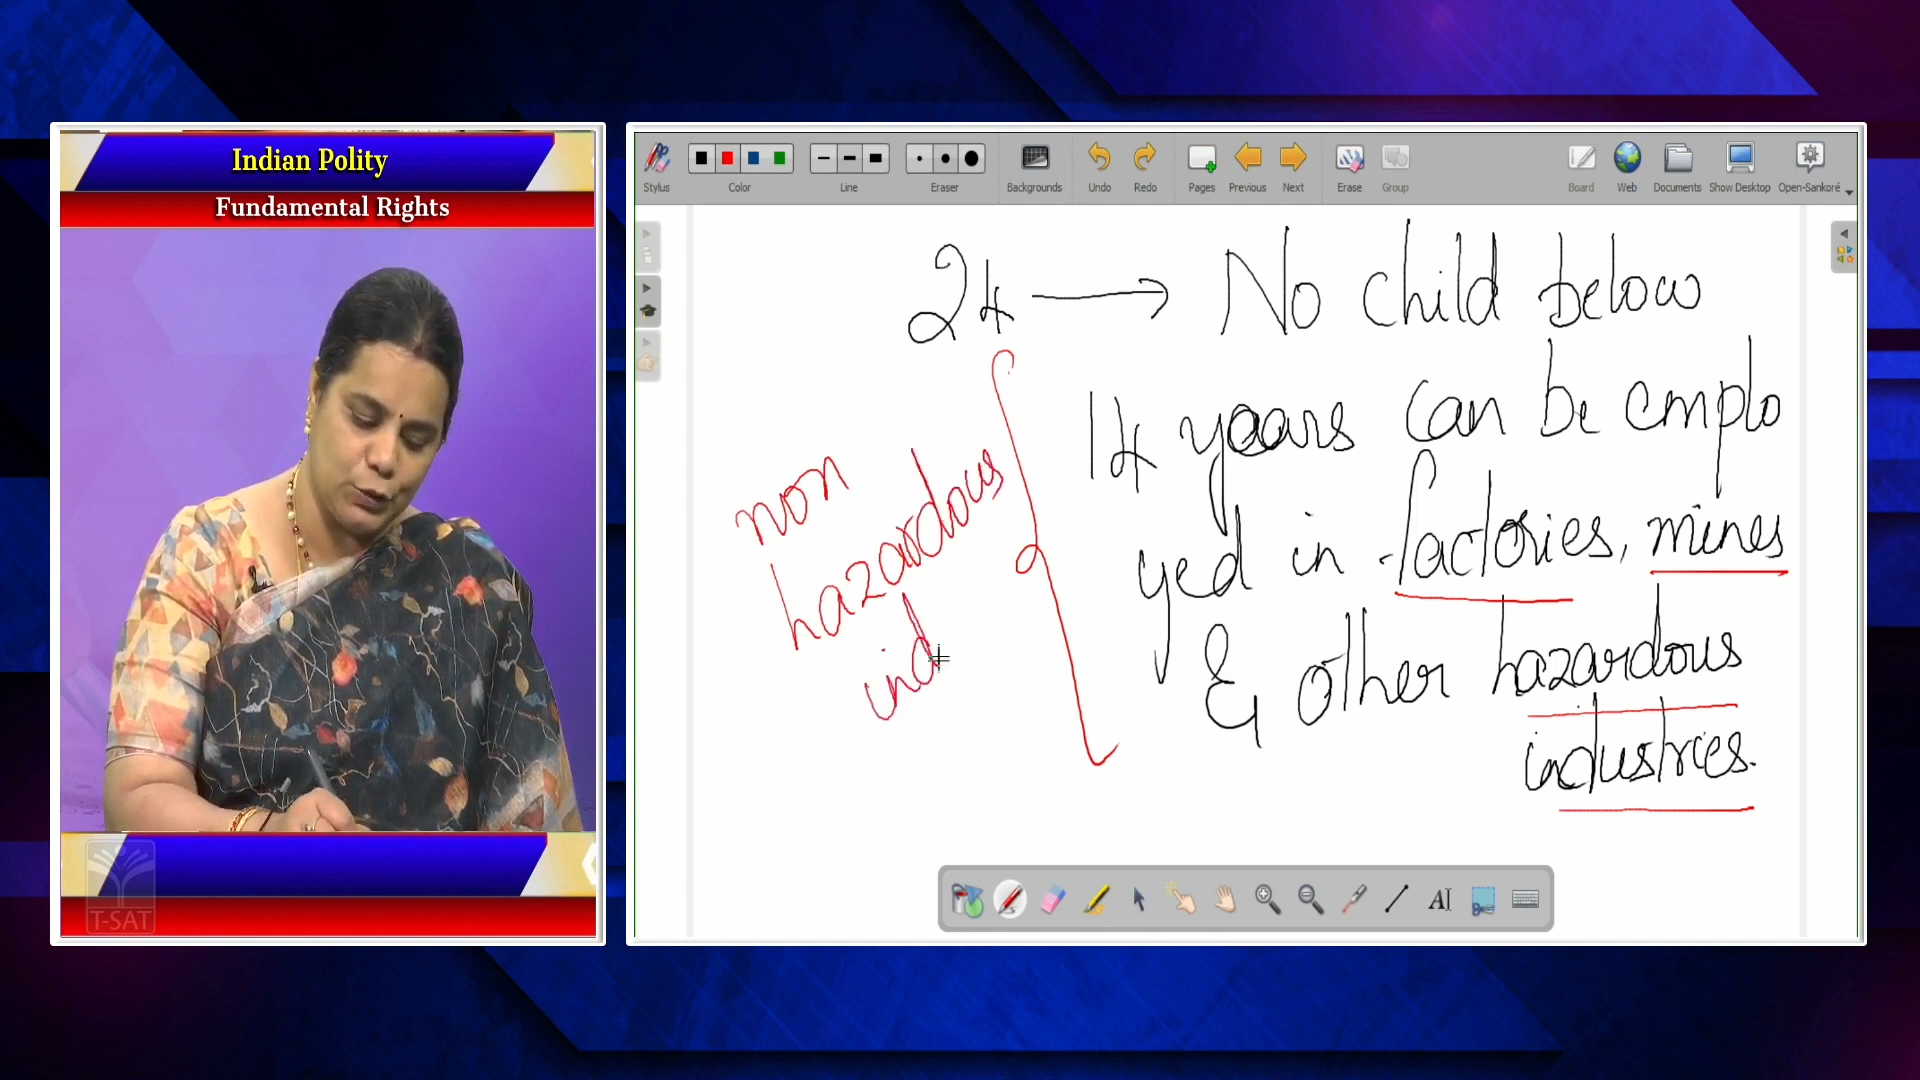 Indian Polity
Fundamental Rights
T-SAT
Stylus
Color
Line
Eraser
Backgrounds
Undo
Redo
Pages
Previous
Next
Erase
Group
Board
Web
Documents
Show Desktop
Open-Sankoré
24 → No child below
14 years can be emplo
yed in factories, mines
& other hazardous
industries.
non
hazardous
ind
AI